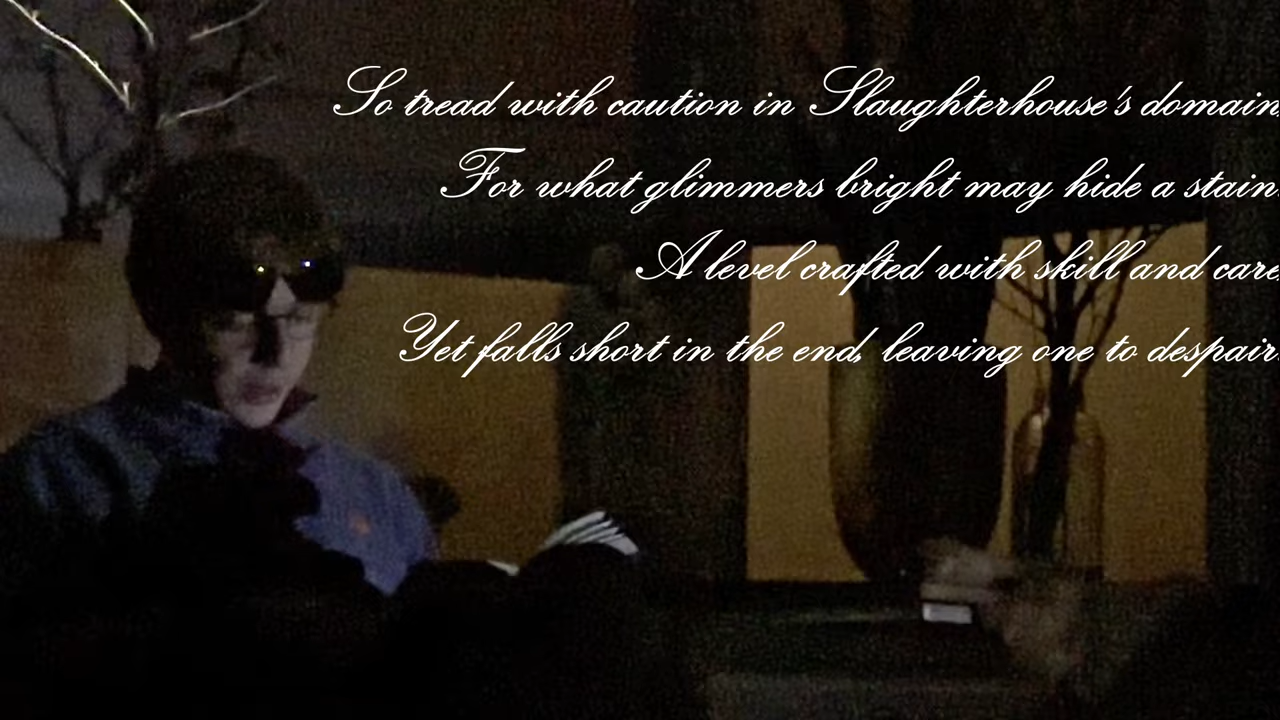 So tread with caution in Slaughterhouse's domain,
For what glimmers bright may hide a stain.
A level crafted with skill and care,
Yet falls short in the end, leaving one to despair.